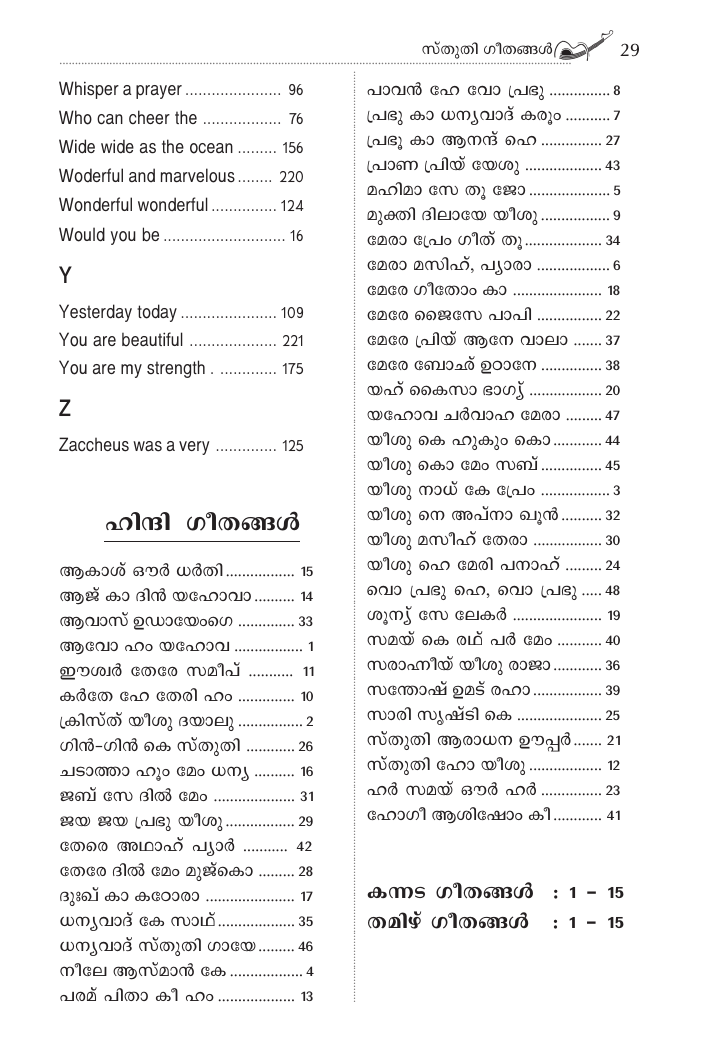 സ്തുതി ഗീതങ്ങൾ 29
Whisper a prayer ...................... 96
Who can cheer the .................. 76
Wide wide as the ocean ......... 156
Woderful and marvelous ........ 220
Wonderful wonderful ............... 124
Would you be ............................ 16
Y
Yesterday today ...................... 109
You are beautiful .................... 221
You are my strength . ............. 175
Z
Zaccheus was a very .............. 125
ഹിന്ദി ഗീതങ്ങൾ
ആകാശ് ഔർ ധർതി ................. 15
ആജ് കാ ദിൻ യഹോവാ .......... 14
ആവാസ് ഉഡായേംഗെ .............. 33
ആവോ ഹം യഹോവ ................. 1
ഈശ്വർ തേരേ സമീപ് ........... 11
കർതേ ഹേ തേരി ഹം .............. 10
ക്രിസ്ത് യീശു ദയാലു ................ 2
ഗിൻ-ഗിൻ കെ സ്തുതി ............ 26
ചടാത്താ ഹൂം മേം ധന്യ .......... 16
ജബ് സേ ദിൽ മേം .................... 31
ജയ ജയ പ്രഭു യീശു ................. 29
തേരെ അഥാഹ് പ്യാർ ........... 42
തേരേ ദിൽ മേം മുജ്കൊ ......... 28
ദുഃഖ് കാ കഠോരാ ...................... 17
ധന്യവാദ് കേ സാഥ് ................... 35
ധന്യവാദ് സ്തുതി ഗായേ ......... 46
നീലേ ആസ്മാൻ കേ .................. 4
പരമ് പിതാ കീ ഹം ................... 13
പാവൻ ഹേ വോ പ്രഭു ............... 8
പ്രഭു കാ ധന്യവാദ് കരൂം ........... 7
പ്രഭൂ കാ ആനന്ദ് ഹെ ............... 27
പ്രാണ പ്രിയ് യേശു ................... 43
മഹിമാ സേ തൂ ജോ .................... 5
മുക്തി ദിലായേ യീശു ................. 9
മേരാ പ്രേം ഗീത് തൂ ................... 34
മേരാ മസിഹ്, പ്യാരാ .................. 6
മേരേ ഗീതോം കാ ...................... 18
മേരേ ജൈസേ പാപി ................ 22
മേരേ പ്രിയ് ആനേ വാലാ ....... 37
മേരേ ബോഛ് ഉഠാനേ ............... 38
യഹ് കൈസാ ഭാഗ്യ് .................. 20
യഹോവ ചർവാഹ മേരാ ......... 47
യീശു കെ ഹുകും കൊ ............ 44
യീശു കൊ മേം സബ് ............... 45
യീശു നാഥ് കേ പ്രേം ................. 3
യീശു നെ അപ്നാ ഖൂൻ .......... 32
യീശു മസീഹ് തേരാ ................. 30
യീശു ഹെ മേരി പനാഹ് ......... 24
വൊ പ്രഭു ഹെ, വൊ പ്രഭു ..... 48
ശൂന്യ് സേ ലേകർ ...................... 19
സമയ് കെ രഥ് പർ മേം ........... 40
സരാഹ്നീയ് യീശു രാജാ ............ 36
സന്തോഷ് ഉമട് രഹാ ................. 39
സാരി സൃഷ്ടി കെ ..................... 25
സ്തുതി ആരാധന ഊപ്പർ ....... 21
സ്തുതി ഹോ യീശു .................. 12
ഹർ സമയ് ഔർ ഹർ ............... 23
ഹോഗീ ആശിഷോം കീ ............ 41
കന്നട ഗീതങ്ങൾ : 1 - 15
തമിഴ് ഗീതങ്ങൾ : 1 - 15